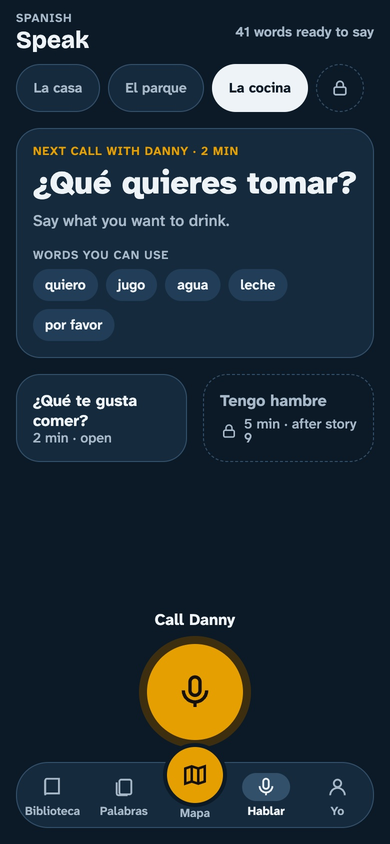 SPANISH
Speak
41 words ready to say
La casa
El parque
La cocina
NEXT CALL WITH DANNY · 2 MIN
¿Qué quieres tomar?
Say what you want to drink.
WORDS YOU CAN USE
quiero
jugo
agua
leche
por favor
¿Qué te gusta
comer?
2 min · open
Tengo hambre
5 min · after story
9
Call Danny
Biblioteca
Palabras
Mapa
Hablar
Yo